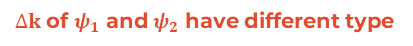 Δk of ψ₁ and ψ₂ have different type